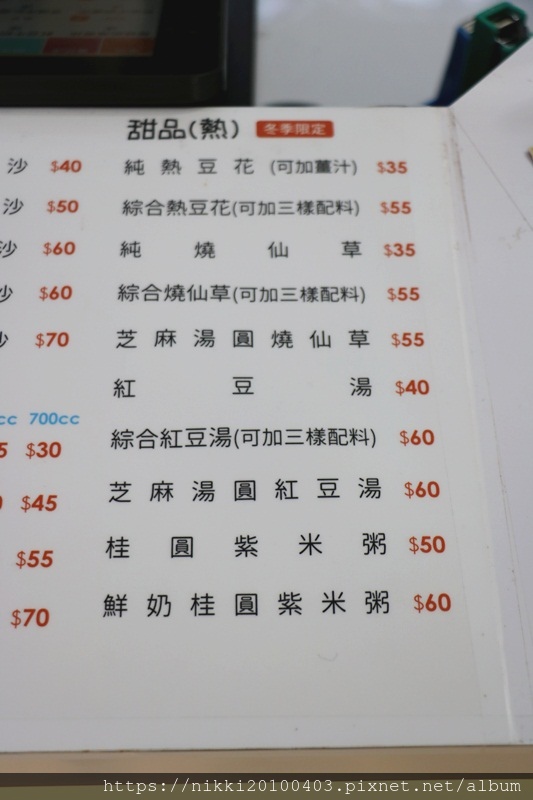 甜品(熱) 冬季限定
沙 $40
純熱豆花 (可加薑汁) $35
沙 $50
綜合熱豆花(可加三樣配料) $55
沙 $60
純燒仙草 $35
沙 $60
綜合燒仙草(可加三樣配料) $55
沙 $70
芝麻湯圓燒仙草 $55
紅豆湯 $40
cc 700cc
5 $30
綜合紅豆湯(可加三樣配料) $60
$45
芝麻湯圓紅豆湯 $60
$55
桂圓紫米粥 $50
$70
鮮奶桂圓紫米粥 $60
https://nikki20100403.pixnet.net/album